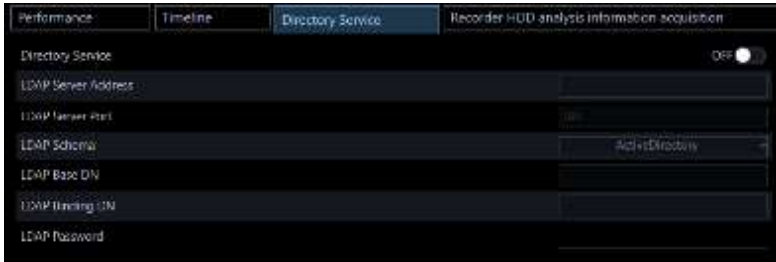 Performance
Timeline
Directory Service
Recorder HDD analysis information acquisition
Directory Service
OFF
LDAP Server Address
LDAP Server Port
LDAP Schema
ActiveDirectory
LDAP Base DN
LDAP Binding DN
LDAP Password